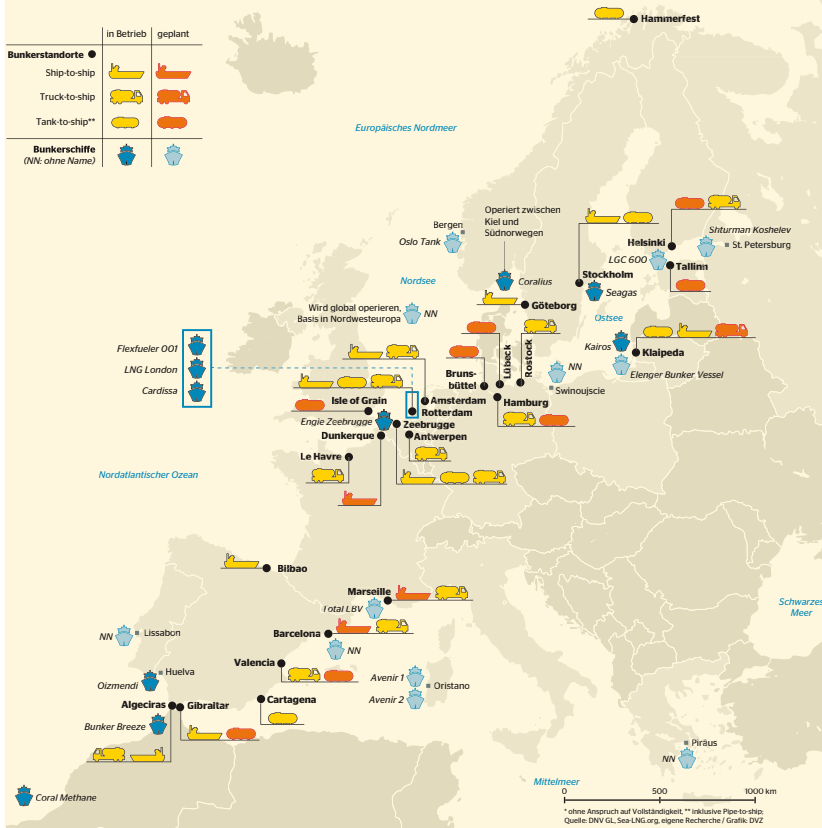 Hammerfest
in Betrieb
geplant
Bunkerstandorte
Ship-to-ship
Truck-to-ship
Tank-to-ship**
Bunkerschiffe
(NN: ohne Name)
Europäisches Nordmeer
Bergen
Oslo Tank
Operiert zwischen
Kiel und
Südnorwegen
Coralius
Nordsee
Wird global operieren,
Basis in Nordwesteuropa
NN
Helsinki
Shturman Koshelev
St. Petersburg
LGC 600
Tallinn
Stockholm
Seagas
Göteborg
Ostsee
Kairos
Klaipeda
Elenger Bunker Vessel
Flexfueler 001
LNG London
Cardissa
Lübeck
Rostock
Bruns-
büttel
NN
Swinoujscie
Hamburg
Amsterdam
Rotterdam
Isle of Grain
Engie Zeebrugge
Zeebrugge
Dunkerque
Antwerpen
Le Havre
Nordatlantischer Ozean
Bilbao
Marseille
Total LBV
Schwarzes
Meer
Barcelona
NN
NN
Lissabon
Valencia
Huelva
Oizmendi
Avenir 1
Oristano
Avenir 2
Algeciras
Gibraltar
Cartagena
Bunker Breeze
Piräus
NN
Coral Methane
Mittelmeer
0
500
1000 km
* ohne Anspruch auf Vollständigkeit, ** inklusive Pipe-to-ship;
Quelle: DNV GL, Sea-LNG.org, eigene Recherche / Grafik: DVZ